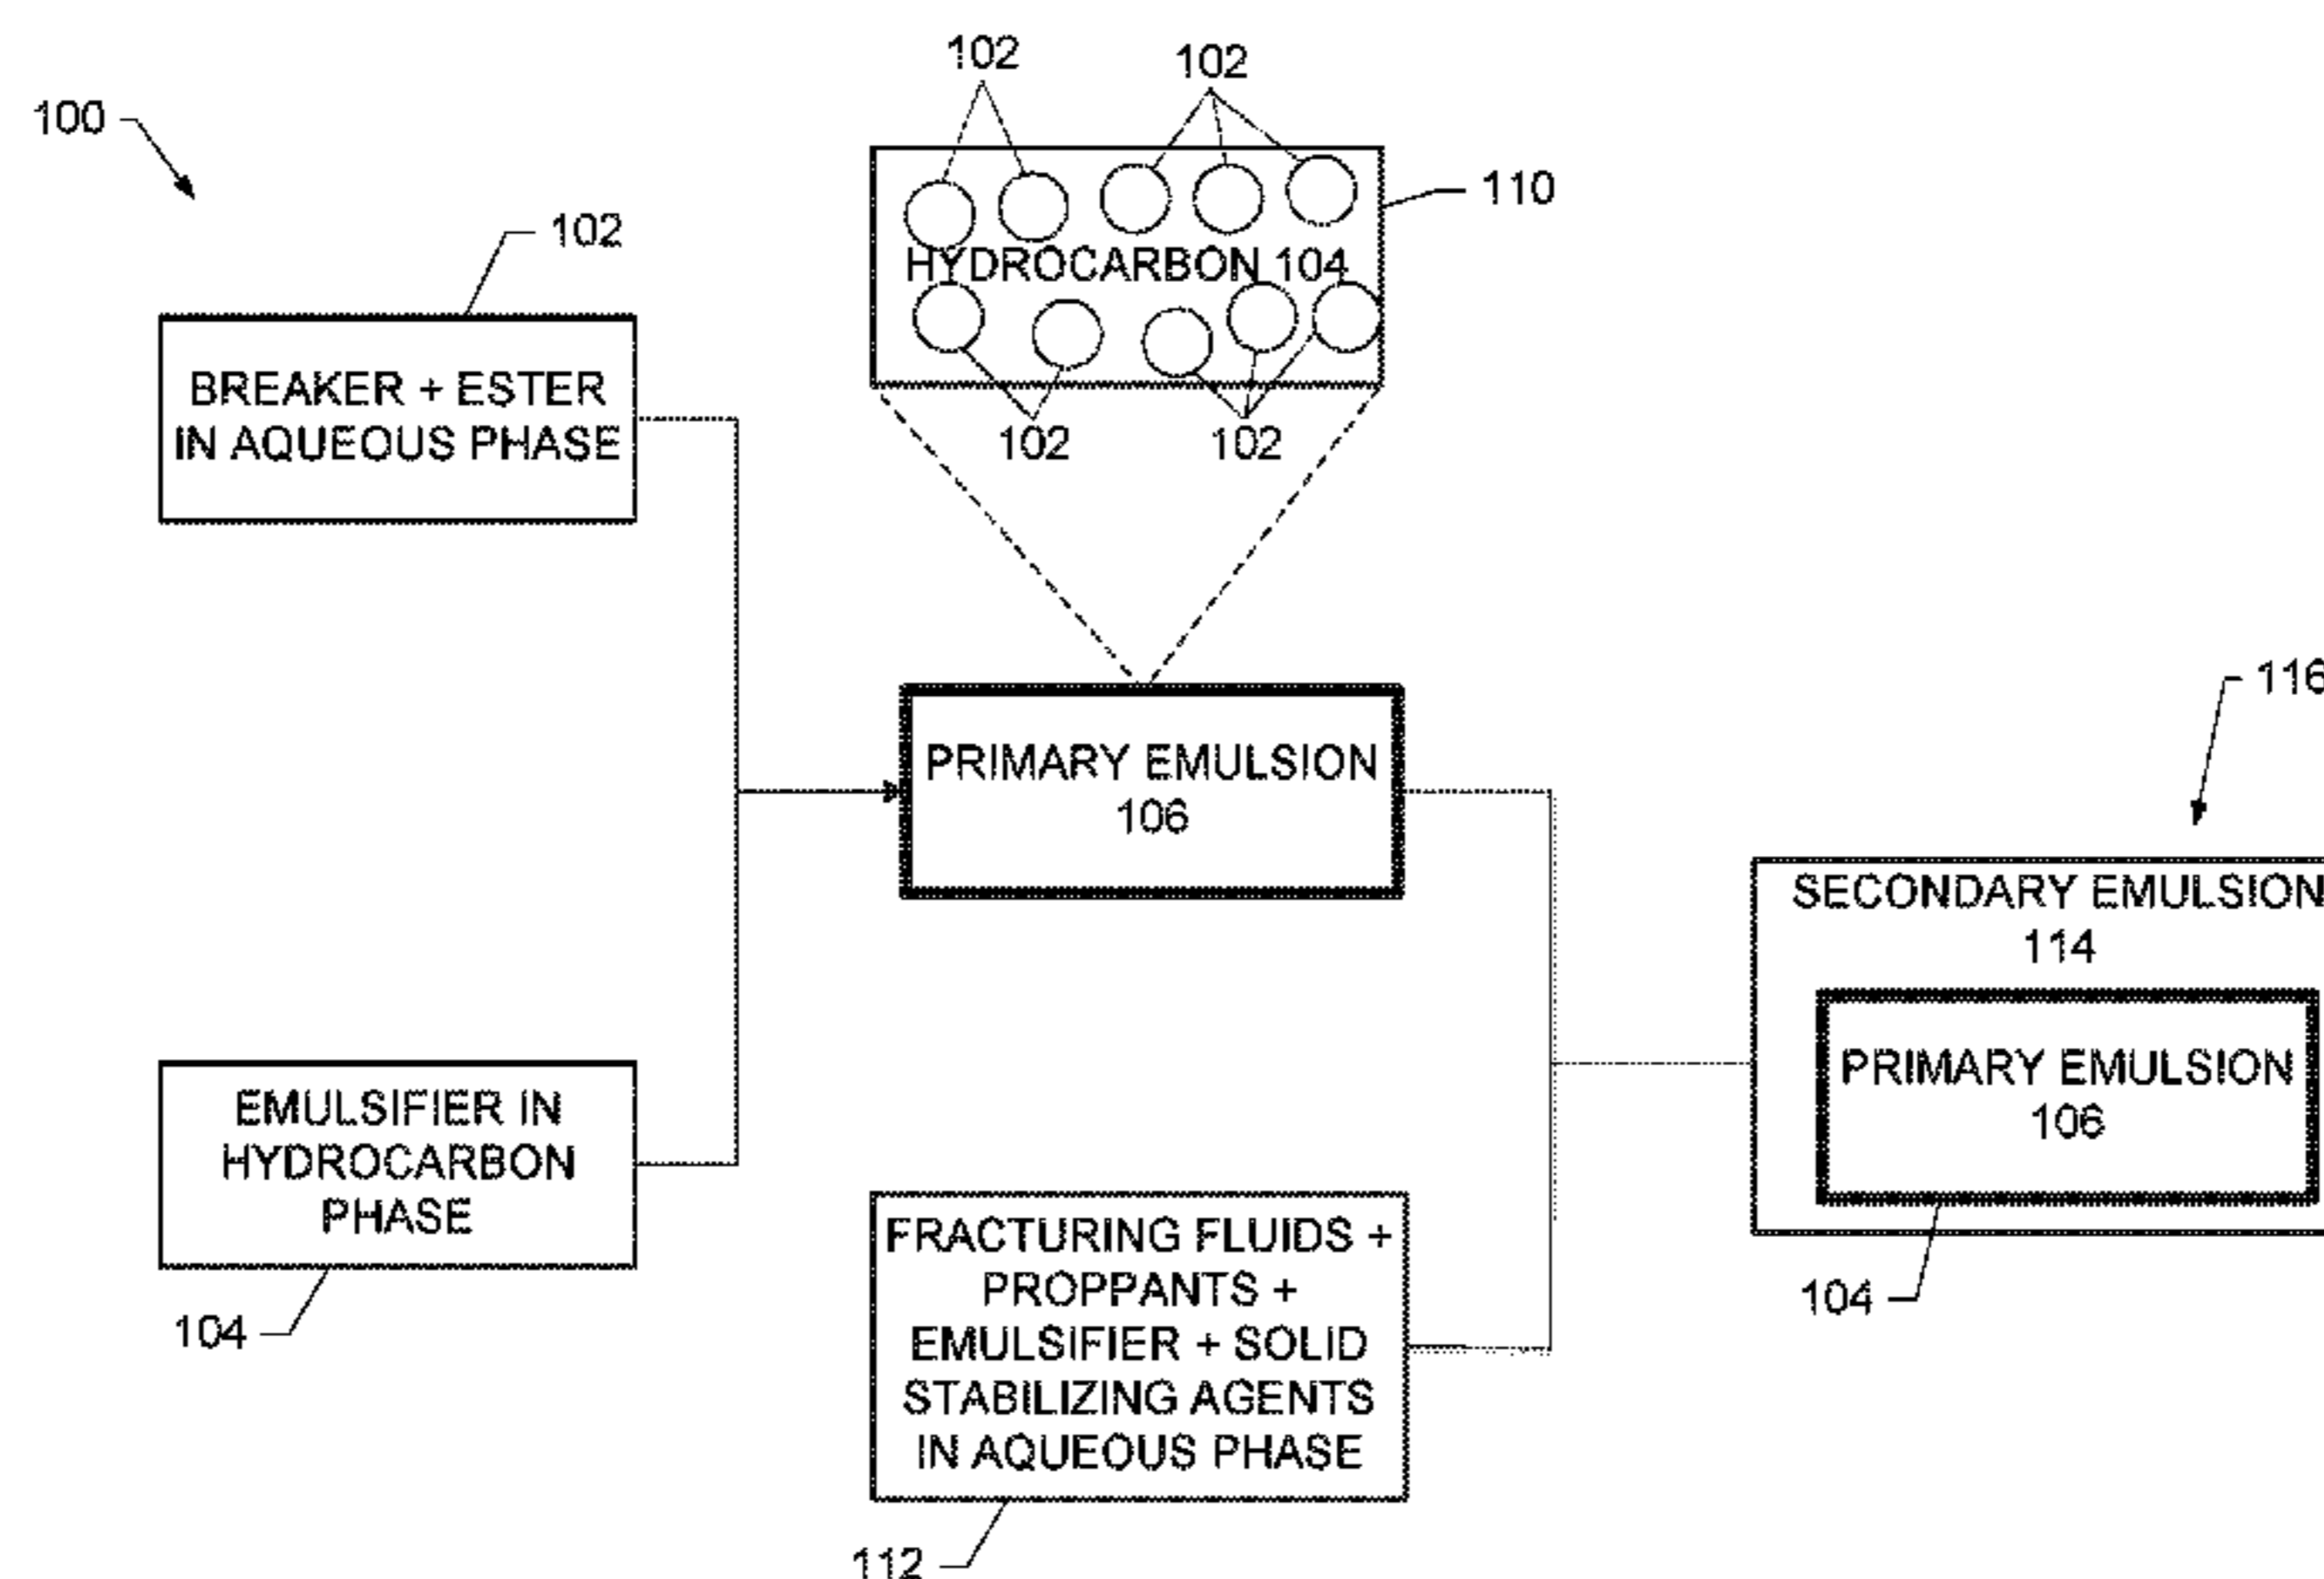 102
102
100
110
102
HYDROCARBON 104
BREAKER + ESTER
IN AQUEOUS PHASE
102
102
116
PRIMARY EMULSION
106
SECONDARY EMULSION
114
PRIMARY EMULSION
106
EMULSIFIER IN
HYDROCARBON
PHASE
104
104
FRACTURING FLUIDS +
PROPPANTS +
EMULSIFIER + SOLID
STABILIZING AGENTS
IN AQUEOUS PHASE
112